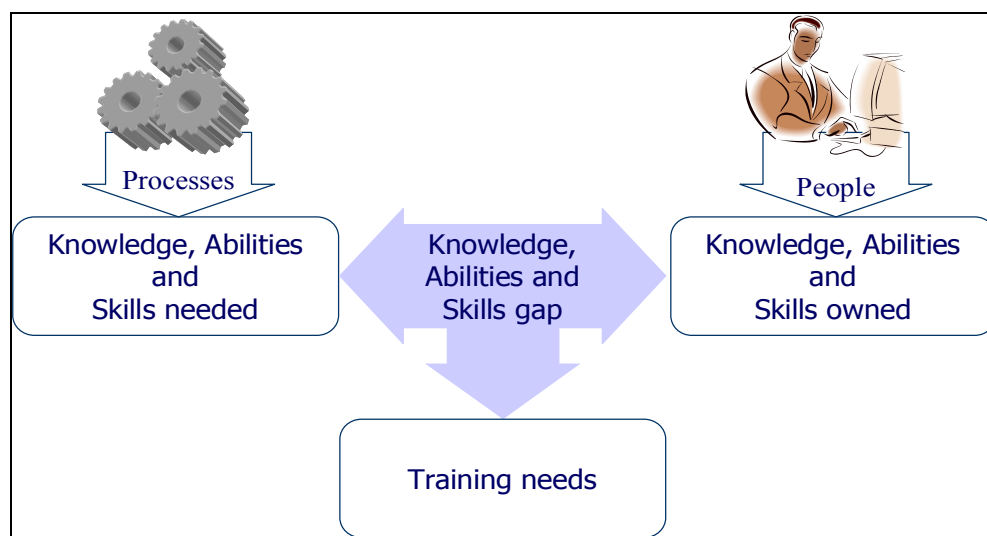 Processes
People
Knowledge, Abilities
and
Skills needed
Knowledge,
Abilities and
Skills gap
Knowledge, Abilities
and
Skills owned
Training needs